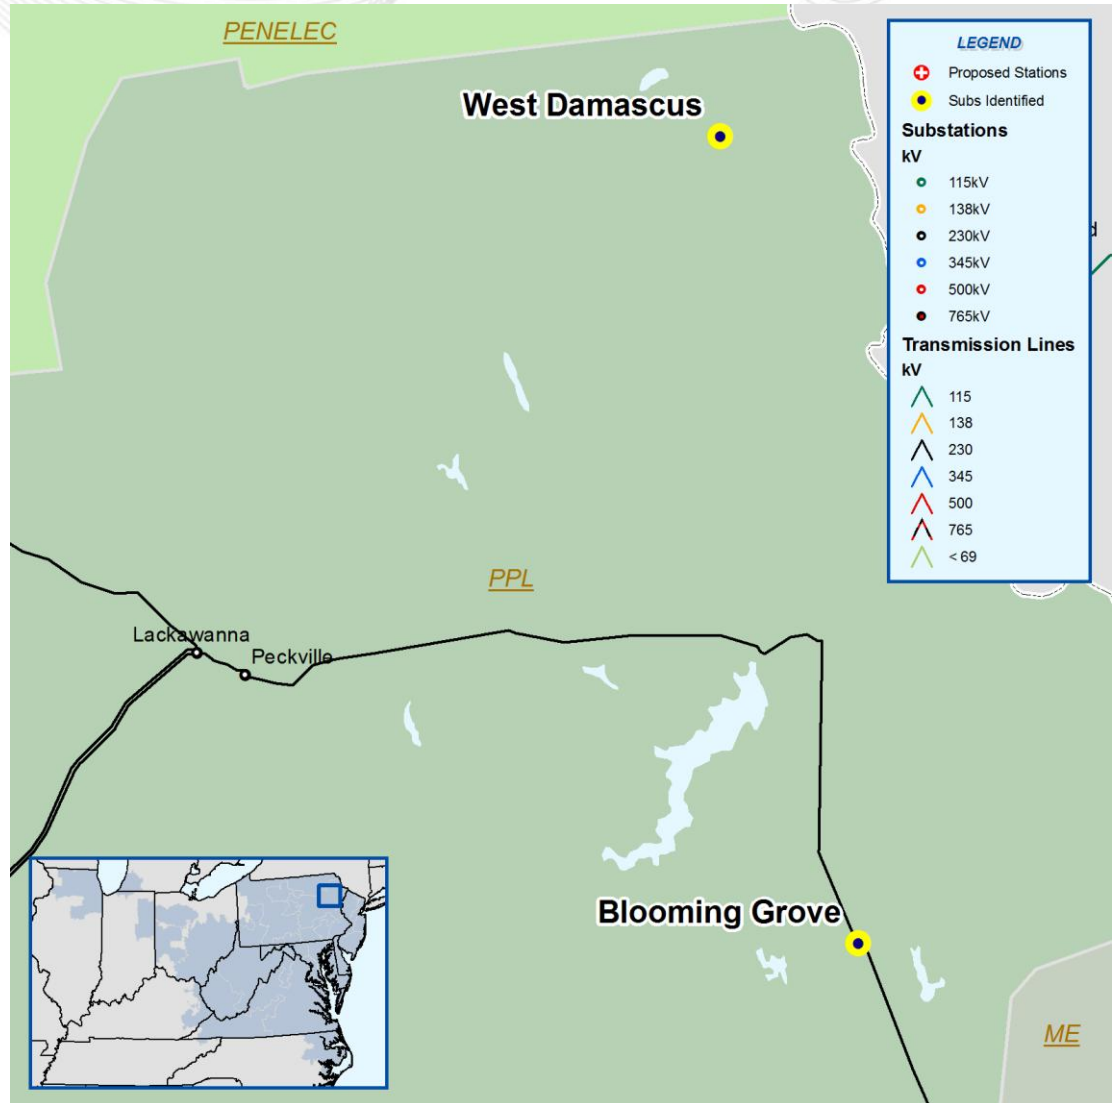 PENELEC
West Damascus
LEGEND
Proposed Stations
Subs Identified
Substations
kV
115kV
138kV
230kV
345kV
500kV
765kV
Transmission Lines
kV
115
138
230
345
500
765
< 69
d
PPL
Lackawanna
Peckville
Blooming Grove
ME